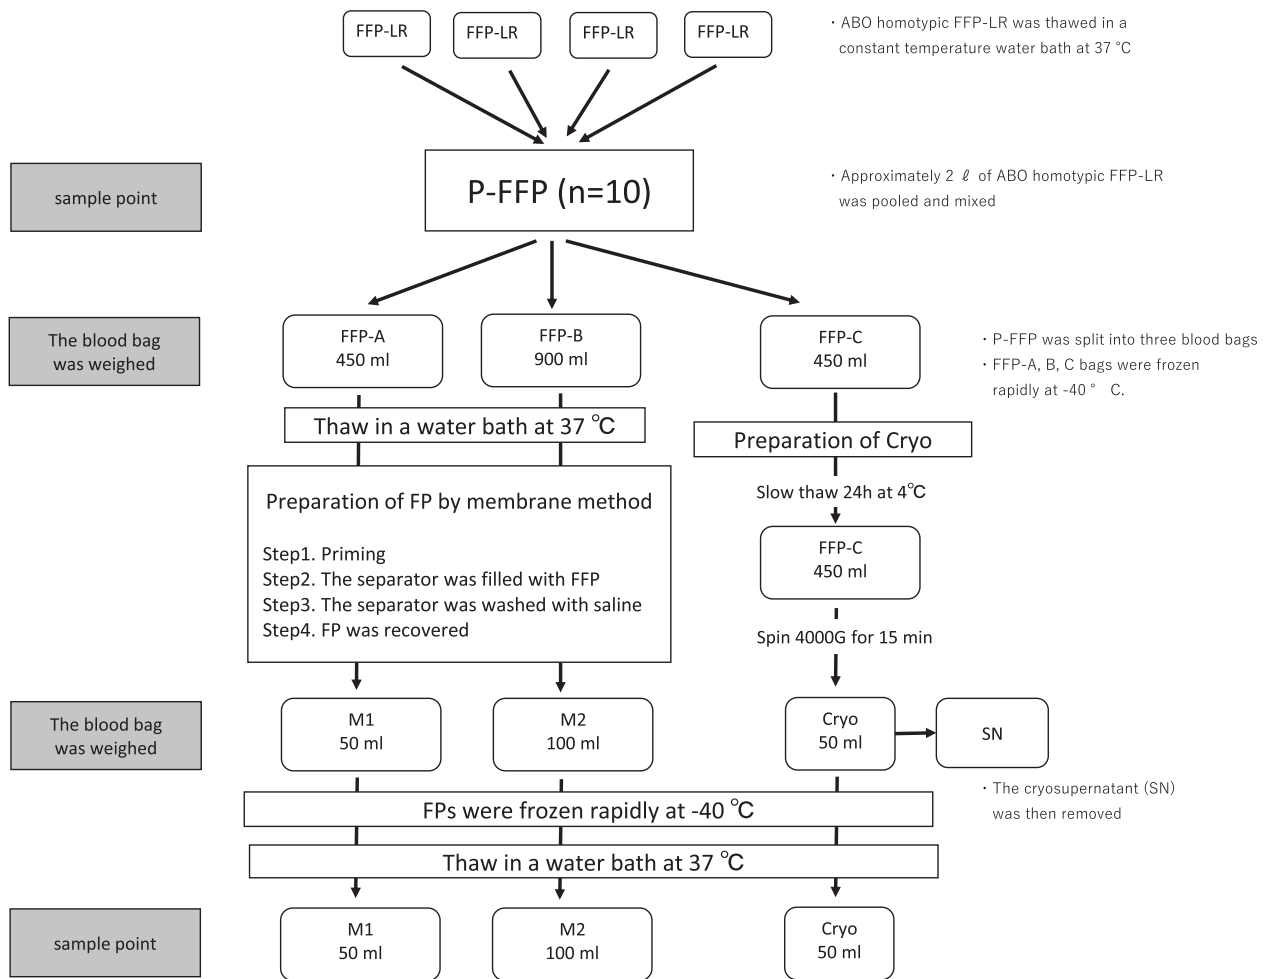 FFP-LR FFP-LR FFP-LR FFP-LR
・ABO homotypic FFP-LR was thawed in a
constant temperature water bath at 37 °C
sample point
P-FFP (n=10)
・Approximately 2 ℓ of ABO homotypic FFP-LR
was pooled and mixed
The blood bag
was weighed
FFP-A
450 ml
FFP-B
900 ml
FFP-C
450 ml
・P-FFP was split into three blood bags
・FFP-A, B, C bags were frozen
rapidly at -40 ° C.
Thaw in a water bath at 37 ℃
Preparation of Cryo
Preparation of FP by membrane method
Step1. Priming
Step2. The separator was filled with FFP
Step3. The separator was washed with saline
Step4. FP was recovered
Slow thaw 24h at 4℃
FFP-C
450 ml
Spin 4000G for 15 min
The blood bag
was weighed
M1
50 ml
M2
100 ml
Cryo
50 ml
SN
・The cryosupernatant (SN)
was then removed
FPs were frozen rapidly at -40 ℃
Thaw in a water bath at 37 ℃
sample point
M1
50 ml
M2
100 ml
Cryo
50 ml